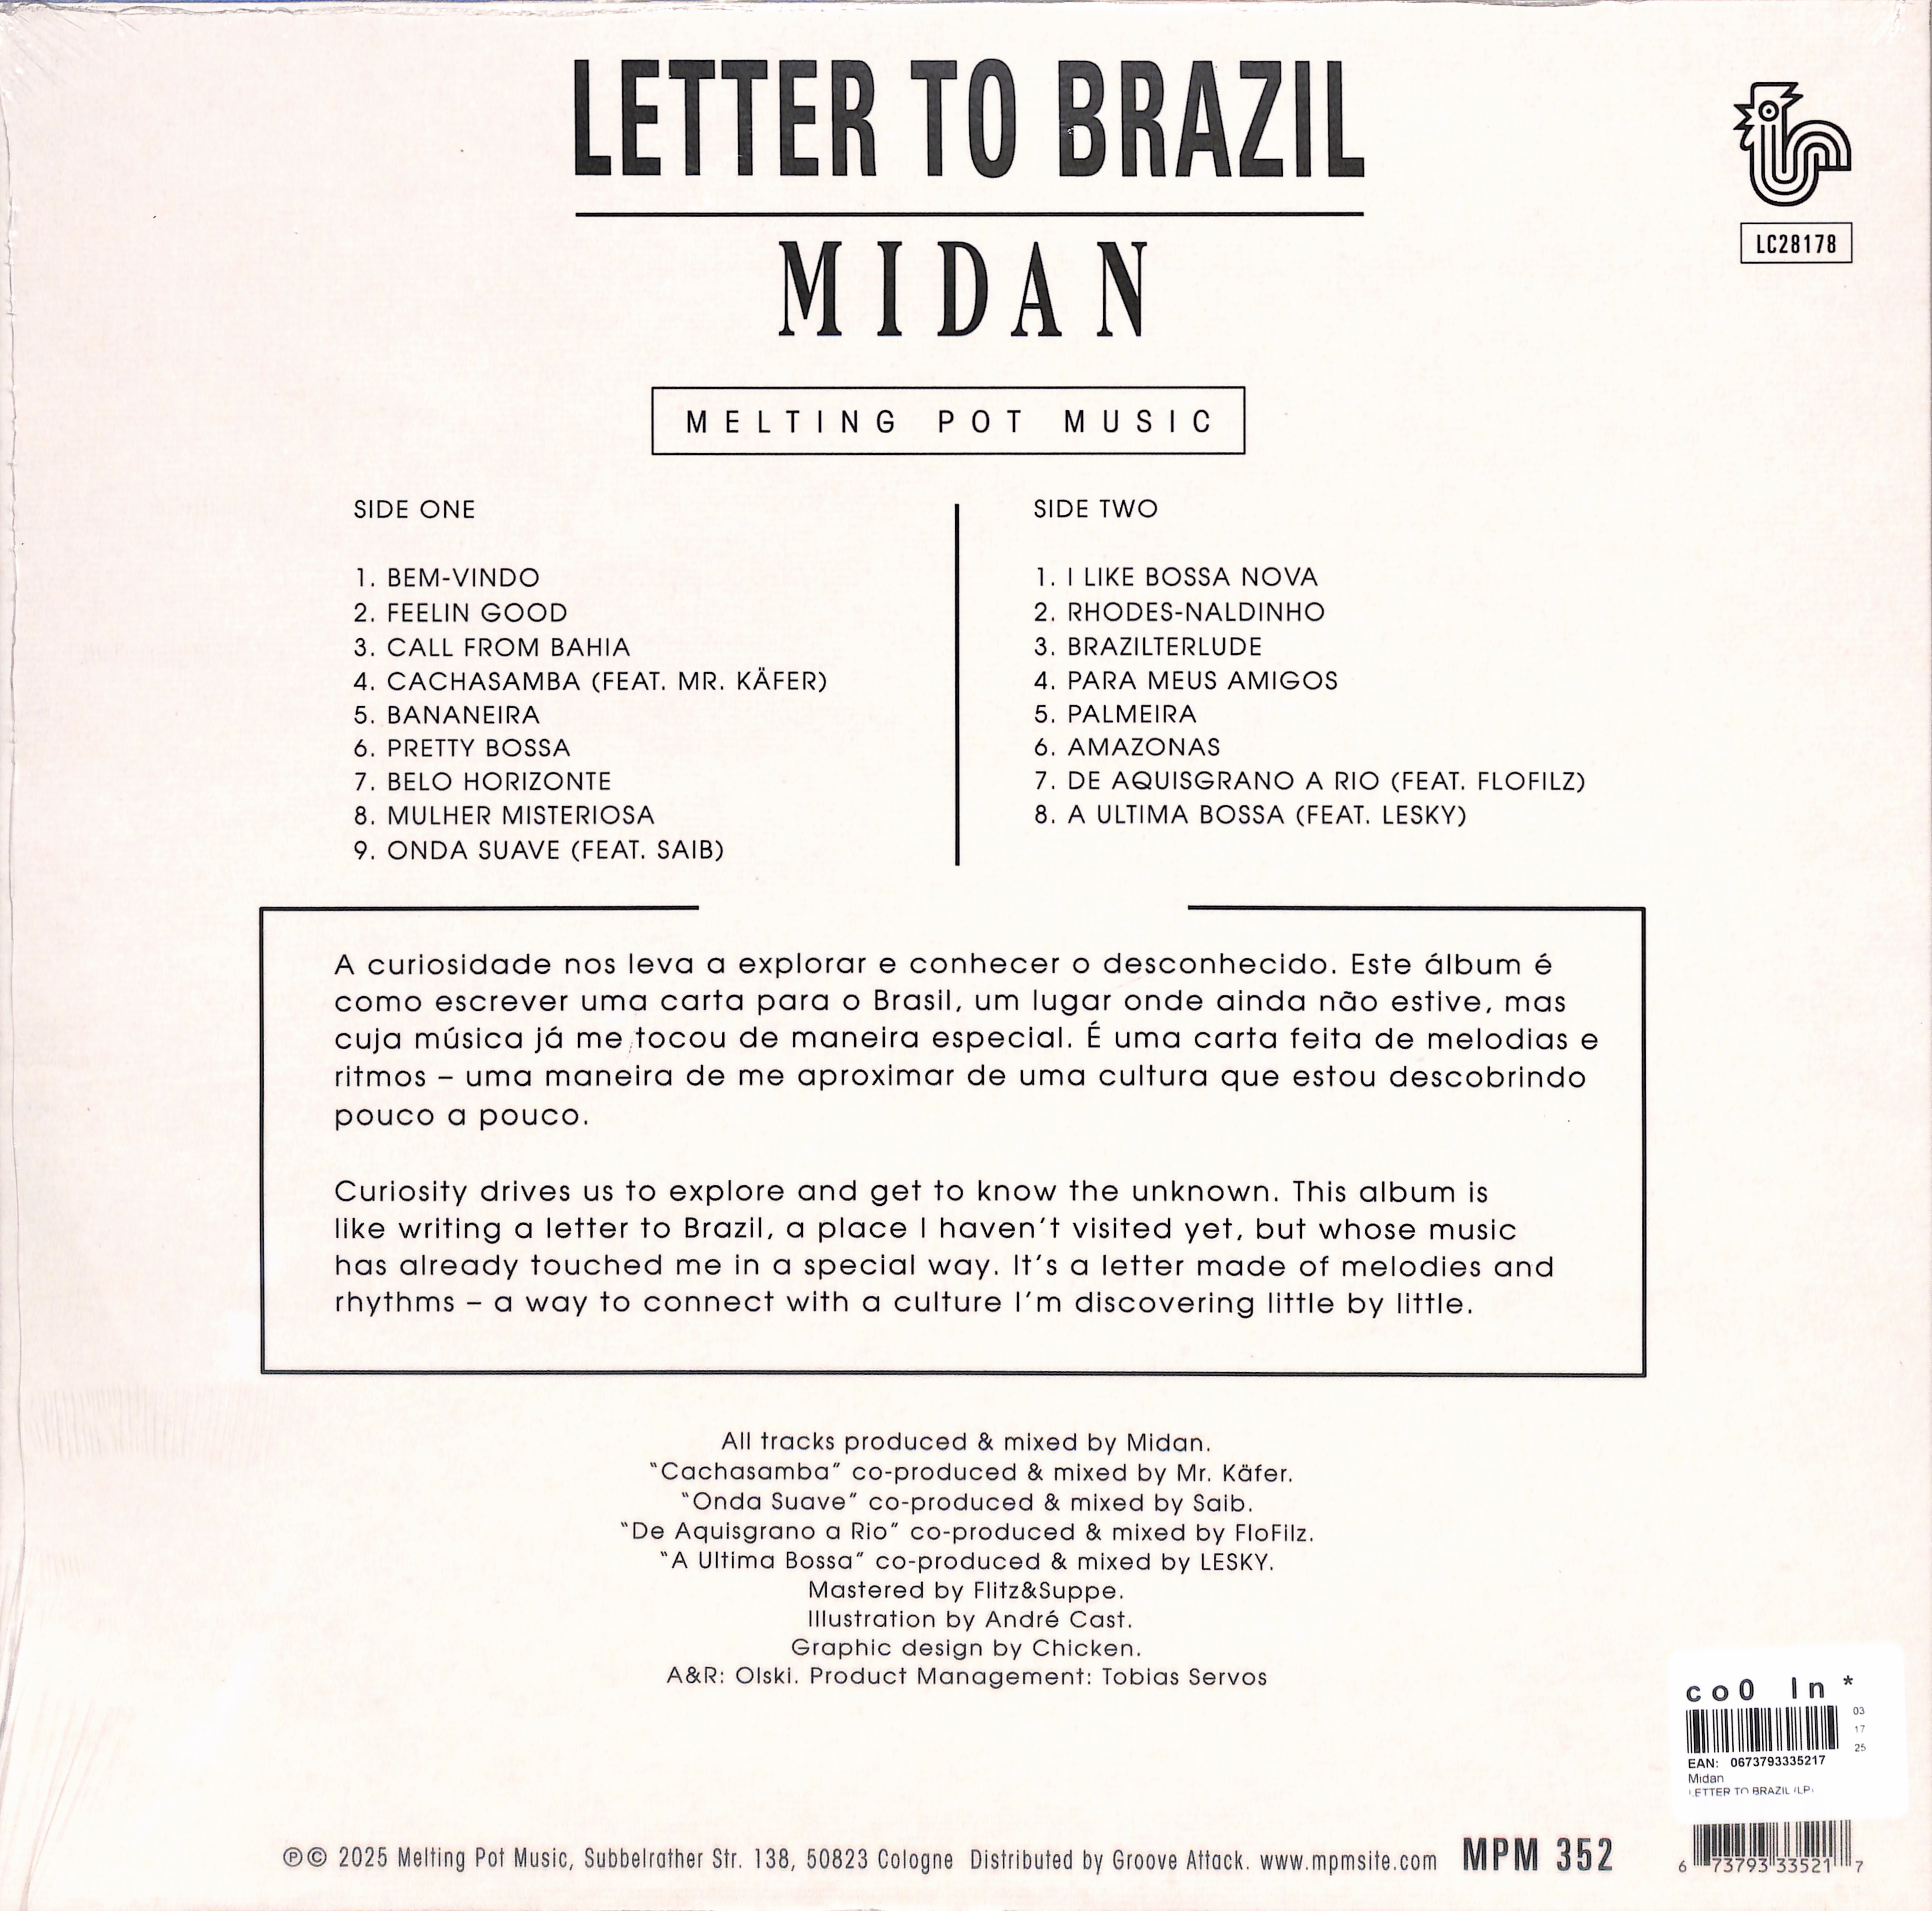 LETTER TO BRAZIL
MIDAN
LC28178
MELTING POT MUSIC
SIDE ONE
1. BEM-VINDO
2. FEELIN GOOD
3. CALL FROM BAHIA
4. CACHASAMBA (FEAT. MR. KÄFER)
5. BANANEIRA
6. PRETTY BOSSA
7. BELO HORIZONTE
8. MULHER MISTERIOSA
9. ONDA SUAVE (FEAT. SAIB)
SIDE TWO
1. I LIKE BOSSA NOVA
2. RHODES-NALDINHO
3. BRAZILTERLUDE
4. PARA MEUS AMIGOS
5. PALMEIRA
6. AMAZONAS
7. DE AQUISGRANO A RIO (FEAT. FLOFILZ)
8. A ULTIMA BOSSA (FEAT. LESKY)
A curiosidade nos leva a explorar e conhecer o desconhecido. Este álbum é
como escrever uma carta para o Brasil, um lugar onde ainda não estive, mas
cuja música já me tocou de maneira especial. É uma carta feita de melodias e
ritmos – uma maneira de me aproximar de uma cultura que estou descobrindo
pouco a pouco.
Curiosity drives us to explore and get to know the unknown. This album is
like writing a letter to Brazil, a place I haven't visited yet, but whose music
has already touched me in a special way. It's a letter made of melodies and
rhythms – a way to connect with a culture I'm discovering little by little.
All tracks produced & mixed by Midan.
"Cachasamba" co-produced & mixed by Mr. Käfer.
"Onda Suave" co-produced & mixed by Saib.
"De Aquisgrano a Rio" co-produced & mixed by FloFilz.
"A Ultima Bossa" co-produced & mixed by LESKY.
Mastered by Flitz&Suppe.
Illustration by André Cast.
Graphic design by Chicken.
A&R: Olski. Product Management: Tobias Servos
co0 In *
03
17
25
EAN: 0673793335217
Midan
LETTER TO BRAZIL (LP)
℗© 2025 Melting Pot Music, Subbelrather Str. 138, 50823 Cologne Distributed by Groove Attack. www.mpmsite.com MPM 352
6 73793 33521 7